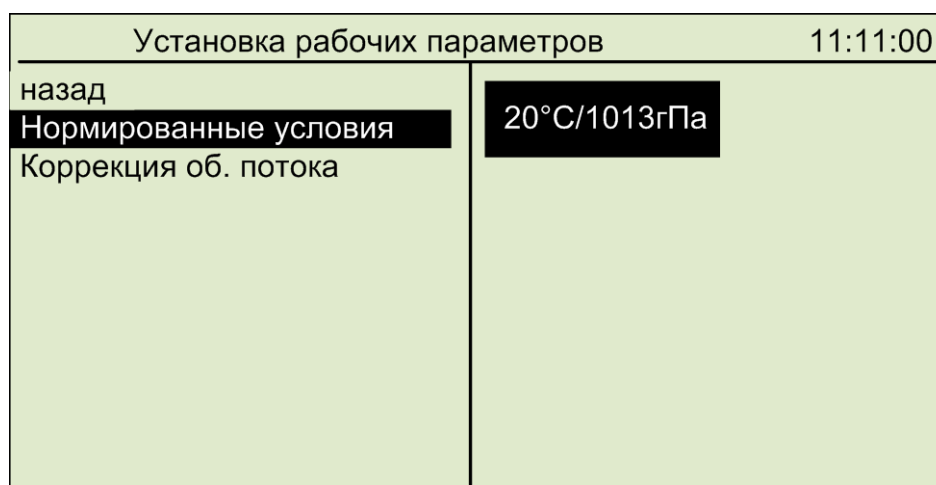 Установка рабочих параметров 11:11:00
назад
Нормированные условия
20°C/1013гПа
Коррекция об. потока